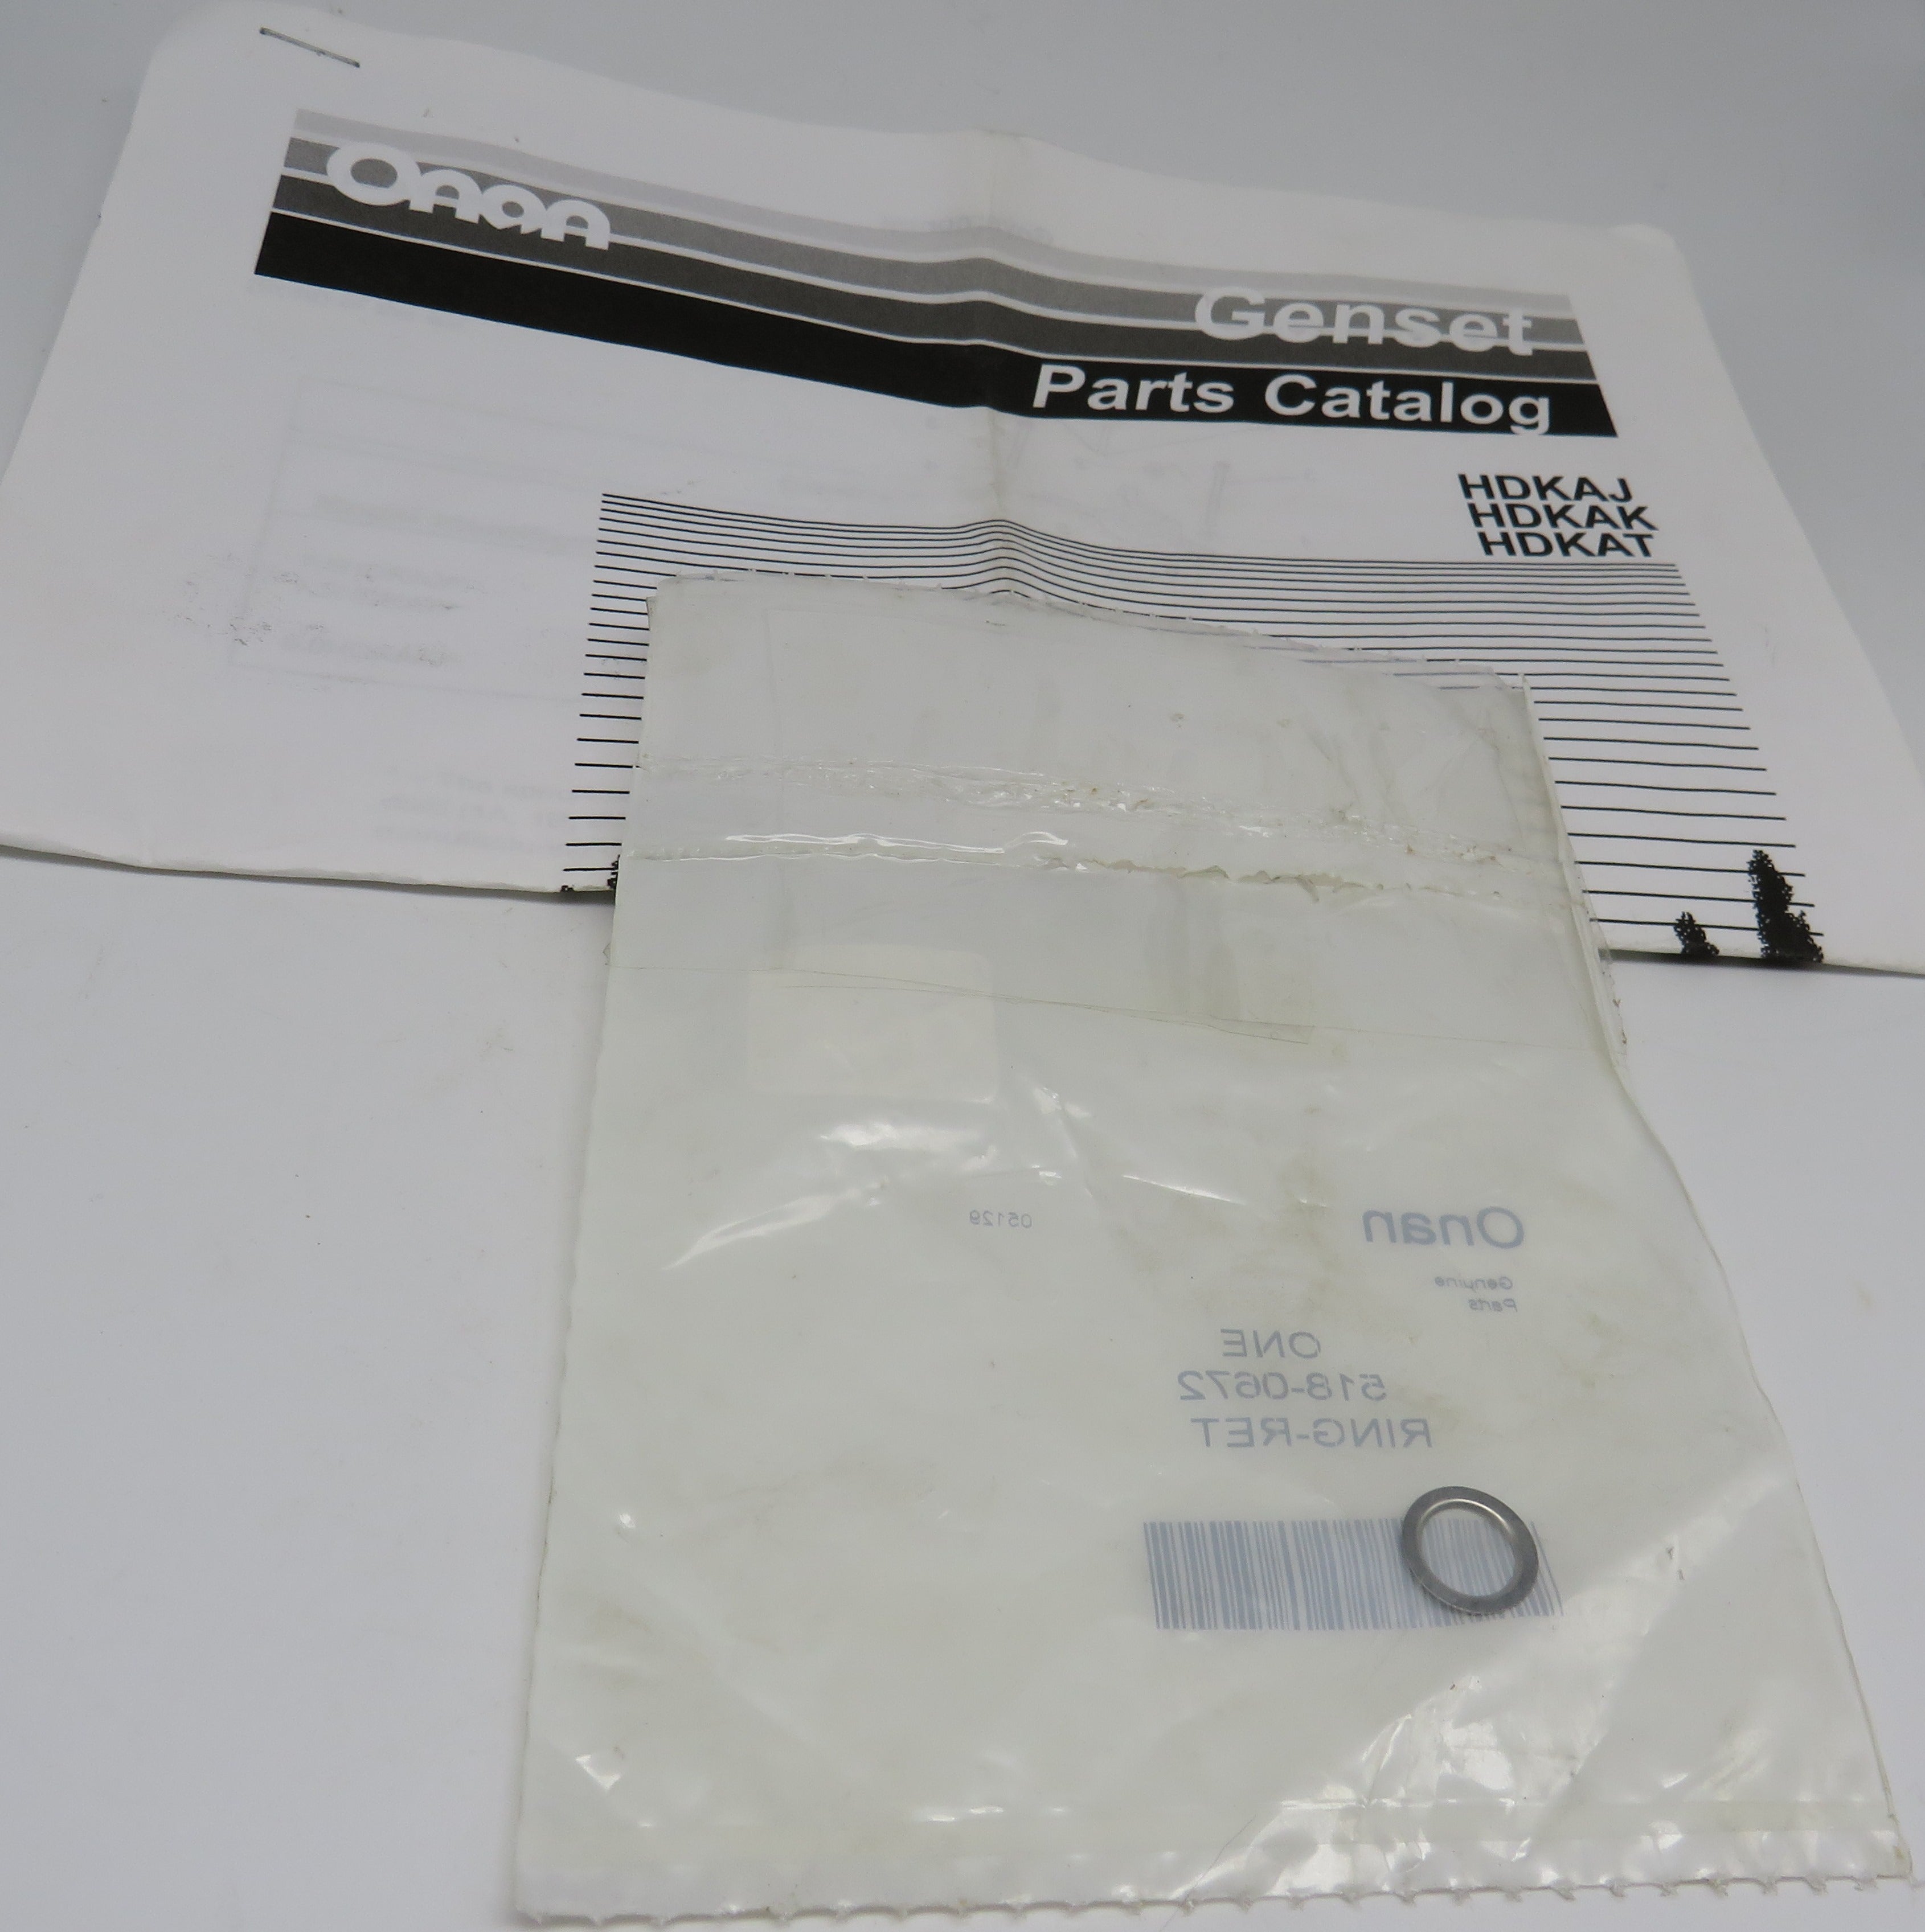 Onan
Genset
Parts Catalog
HDKAJ
HDKAK
HDKAT
05129
Onan
Genuine
Parts
ONE
518-0672
RING-RET